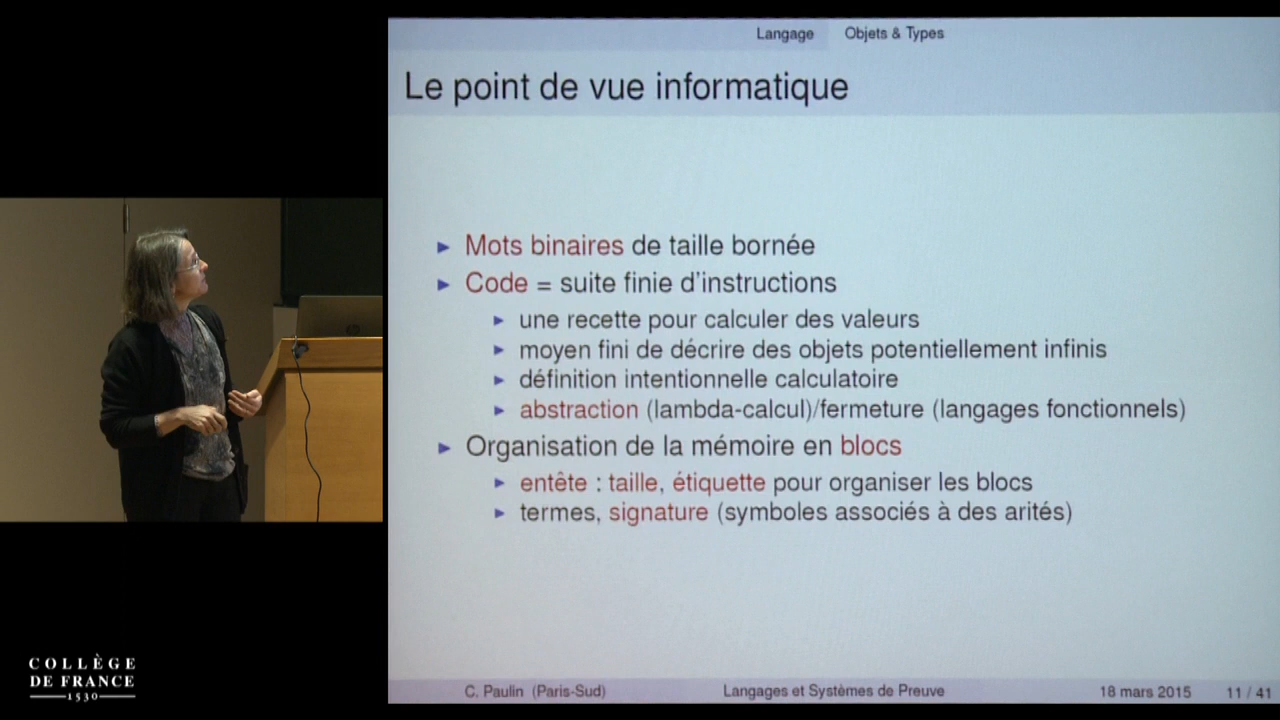 Langage Objets & Types
Le point de vue informatique
▶ Mots binaires de taille bornée
▶ Code = suite finie d'instructions
▶ une recette pour calculer des valeurs
▶ moyen fini de décrire des objets potentiellement infinis
▶ définition intentionnelle calculatoire
▶ abstraction (lambda-calcul)/fermeture (langages fonctionnels)
▶ Organisation de la mémoire en blocs
▶ entête : taille, étiquette pour organiser les blocs
▶ termes, signature (symboles associés à des arités)
C. Paulin (Paris-Sud) Langages et Systèmes de Preuve 18 mars 2015 11 / 41
COLLÈGE
DE FRANCE
1530